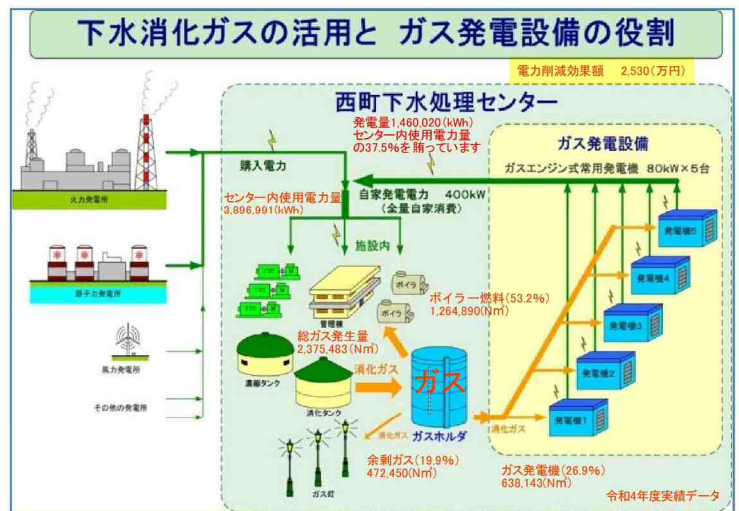 下水消化ガスの活用と ガス発電設備の役割
電力削減効果額 2,530(万円)
西町下水処理センター
発電量1,460,020(kWh)
センター内使用電力量
の37.5%を賄っています
ガス発電設備
ガスエンジン式常用発電機 80kW×5台
購入電力
火力発電所
センター内使用電力量
3,896,991(kWh)
自家発電電力 400kW
(全量自家消費)
施設内
発電機5
原子力発電所
ボイラ
ボイラ
管理棟
ボイラー燃料(53.2%)
1,264,890(N㎥)
発電機4
総ガス発生量
2,375,483(N㎥)
発電機3
風力発電所
濃縮タンク
消化ガス
ガス
発電機2
消化タンク
その他の発電所
ガスホルダ
発電機1
消化ガス
消化ガス
ガス灯
余剰ガス(19.9%)
472,450(N㎥)
ガス発電機(26.9%)
638,143(N㎥)
令和4年度実績データ